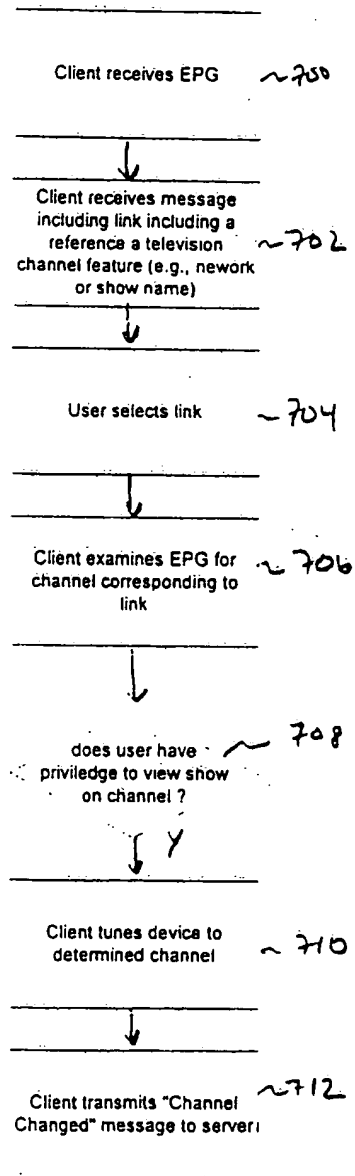 Client receives EPG ~700
Client receives message
including link including a
reference a television ~702
channel feature (e.g., nework
or show name)
User selects link ~704
Client examines EPG for ~706
channel corresponding to
link
does user have 708
priviledge to view show
on channel ?
Y
Client tunes device to
determined channel ~710
Client transmits "Channel ~712
Changed" message to server